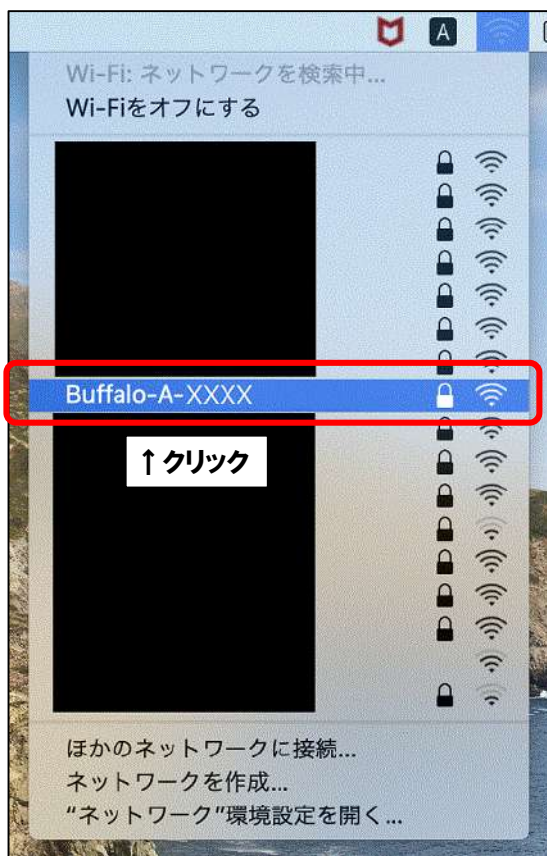 A
Wi-Fi: ネットワークを検索中...
Wi-Fiをオフにする
Buffalo-A-XXXX
↑クリック
ほかのネットワークに接続...
ネットワークを作成...
“ネットワーク”環境設定を開く...